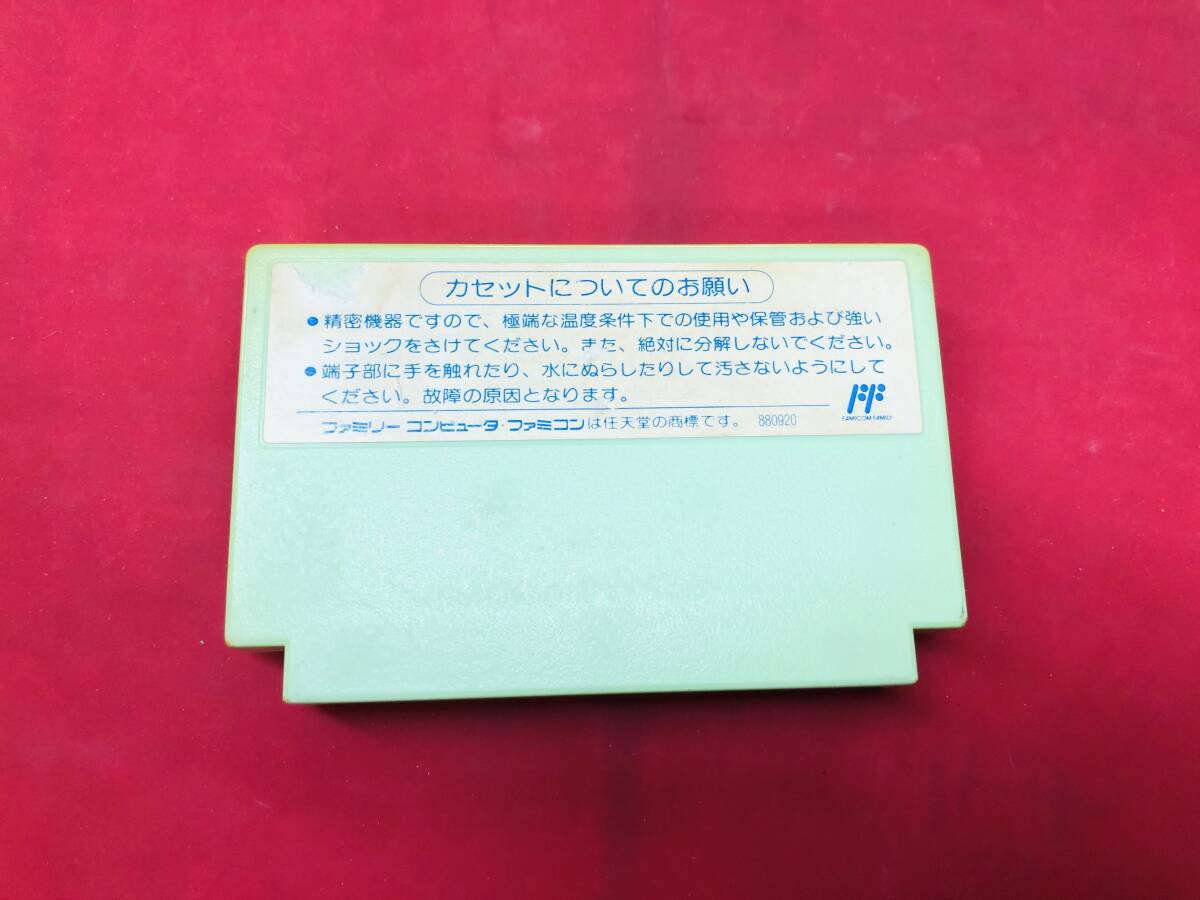 カセットについてのお願い
●精密機器ですので、極端な温度条件下での使用や保管および強い
ショックをさけてください。また、絶対に分解しないでください。
●端子部に手を触れたり、水にぬらしたりして汚さないようにして
ください。故障の原因となります。
FAMICOM FAMILY
ファミリー コンピュータ・ファミコンは任天堂の商標です。 880920